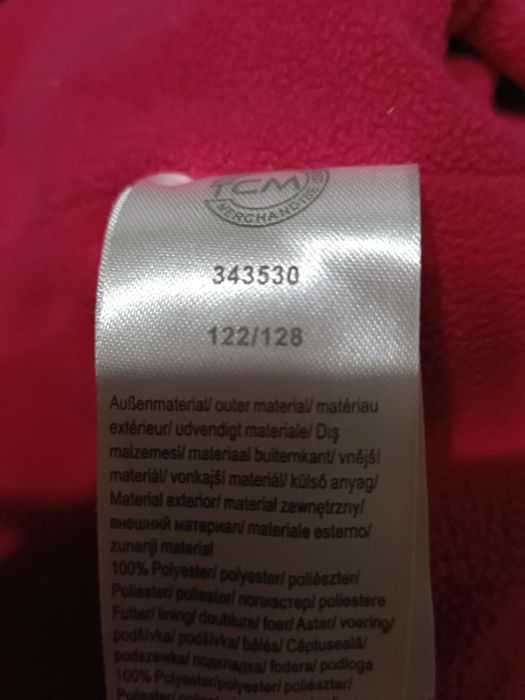 TCM
MERCHANDISE
343530
122/128
Außenmaterial/ outer material/ matériau
extérieur/ udvendigt materiale/ Dış
malzemesi/ materiaal buitenkant/ vnější
materiál/ vonkajší materiál/ külső anyag/
Material exterior/ materiał zewnętrzny/
внешний материал/ materiale esterno/
zunanji material
100% Polyester/ polyester/ poliészter/
Poliester/ poliester/ полиэстер/ poliestere
Futter/ lining/ doublure/ foer/ Astar/ voering/
podšívka/ podšívka/ bélés/ Căptuseală/
podszewka/ подкладка/ fodera/ podloga
100% Polyester/ polyester/ poliészter/